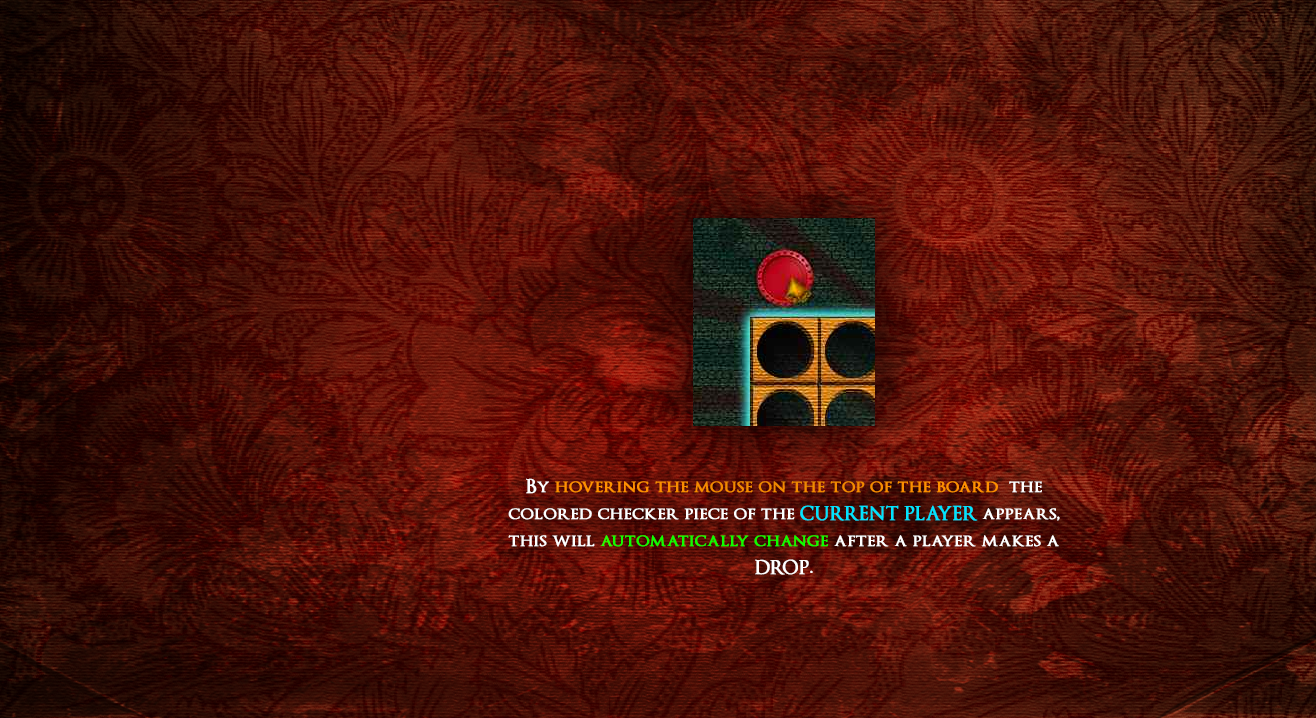 By hovering the mouse on the top of the board the
colored checker piece of the CURRENT PLAYER appears,
this will automatically change after a player makes a
DROP.